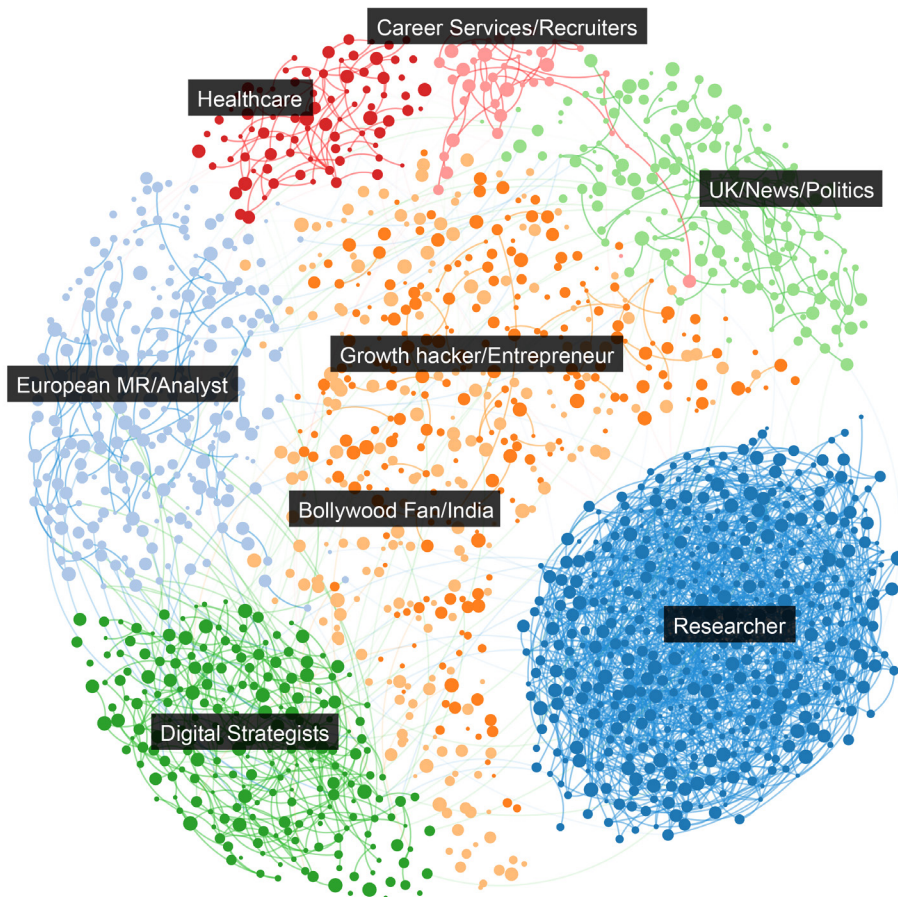 Career Services/Recruiters
Healthcare
UK/News/Politics
Growth hacker/Entrepreneur
European MR/Analyst
Bollywood Fan/India
Researcher
Digital Strategists